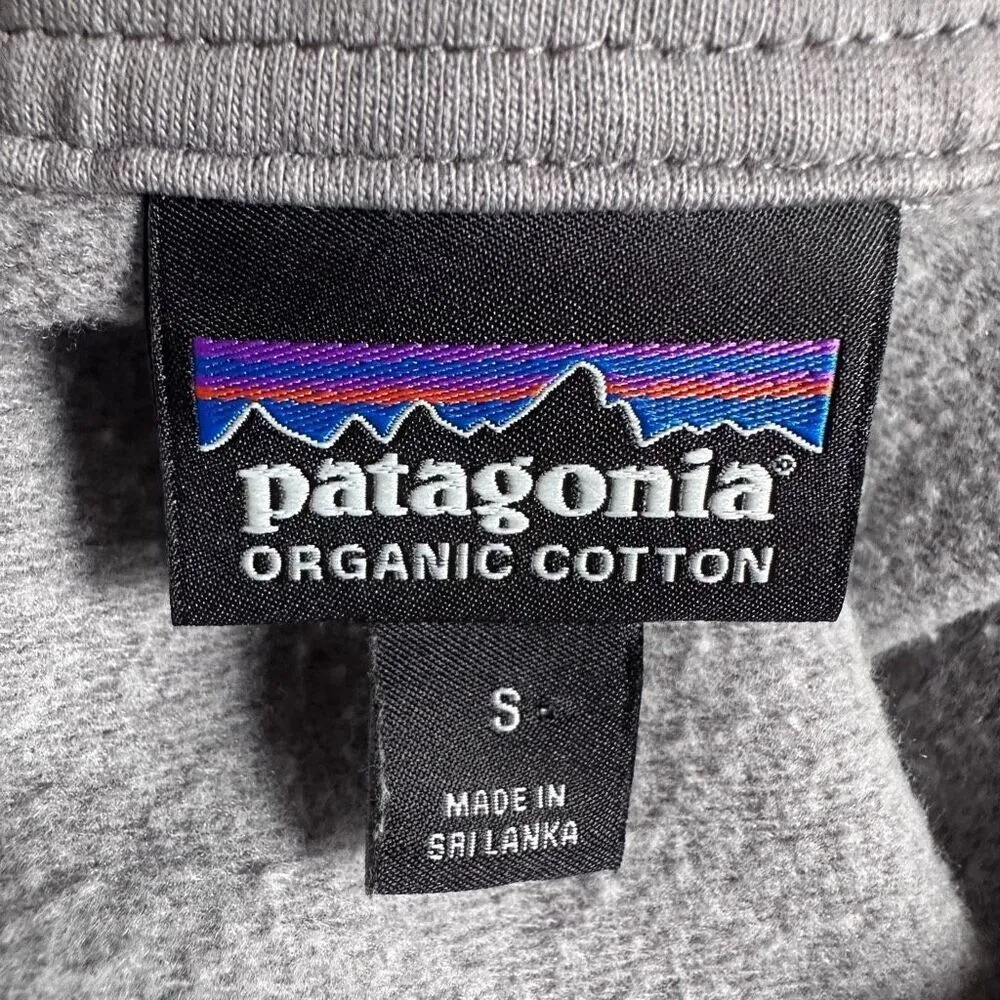 patagonia®
ORGANIC COTTON
S
MADE IN
SRI LANKA